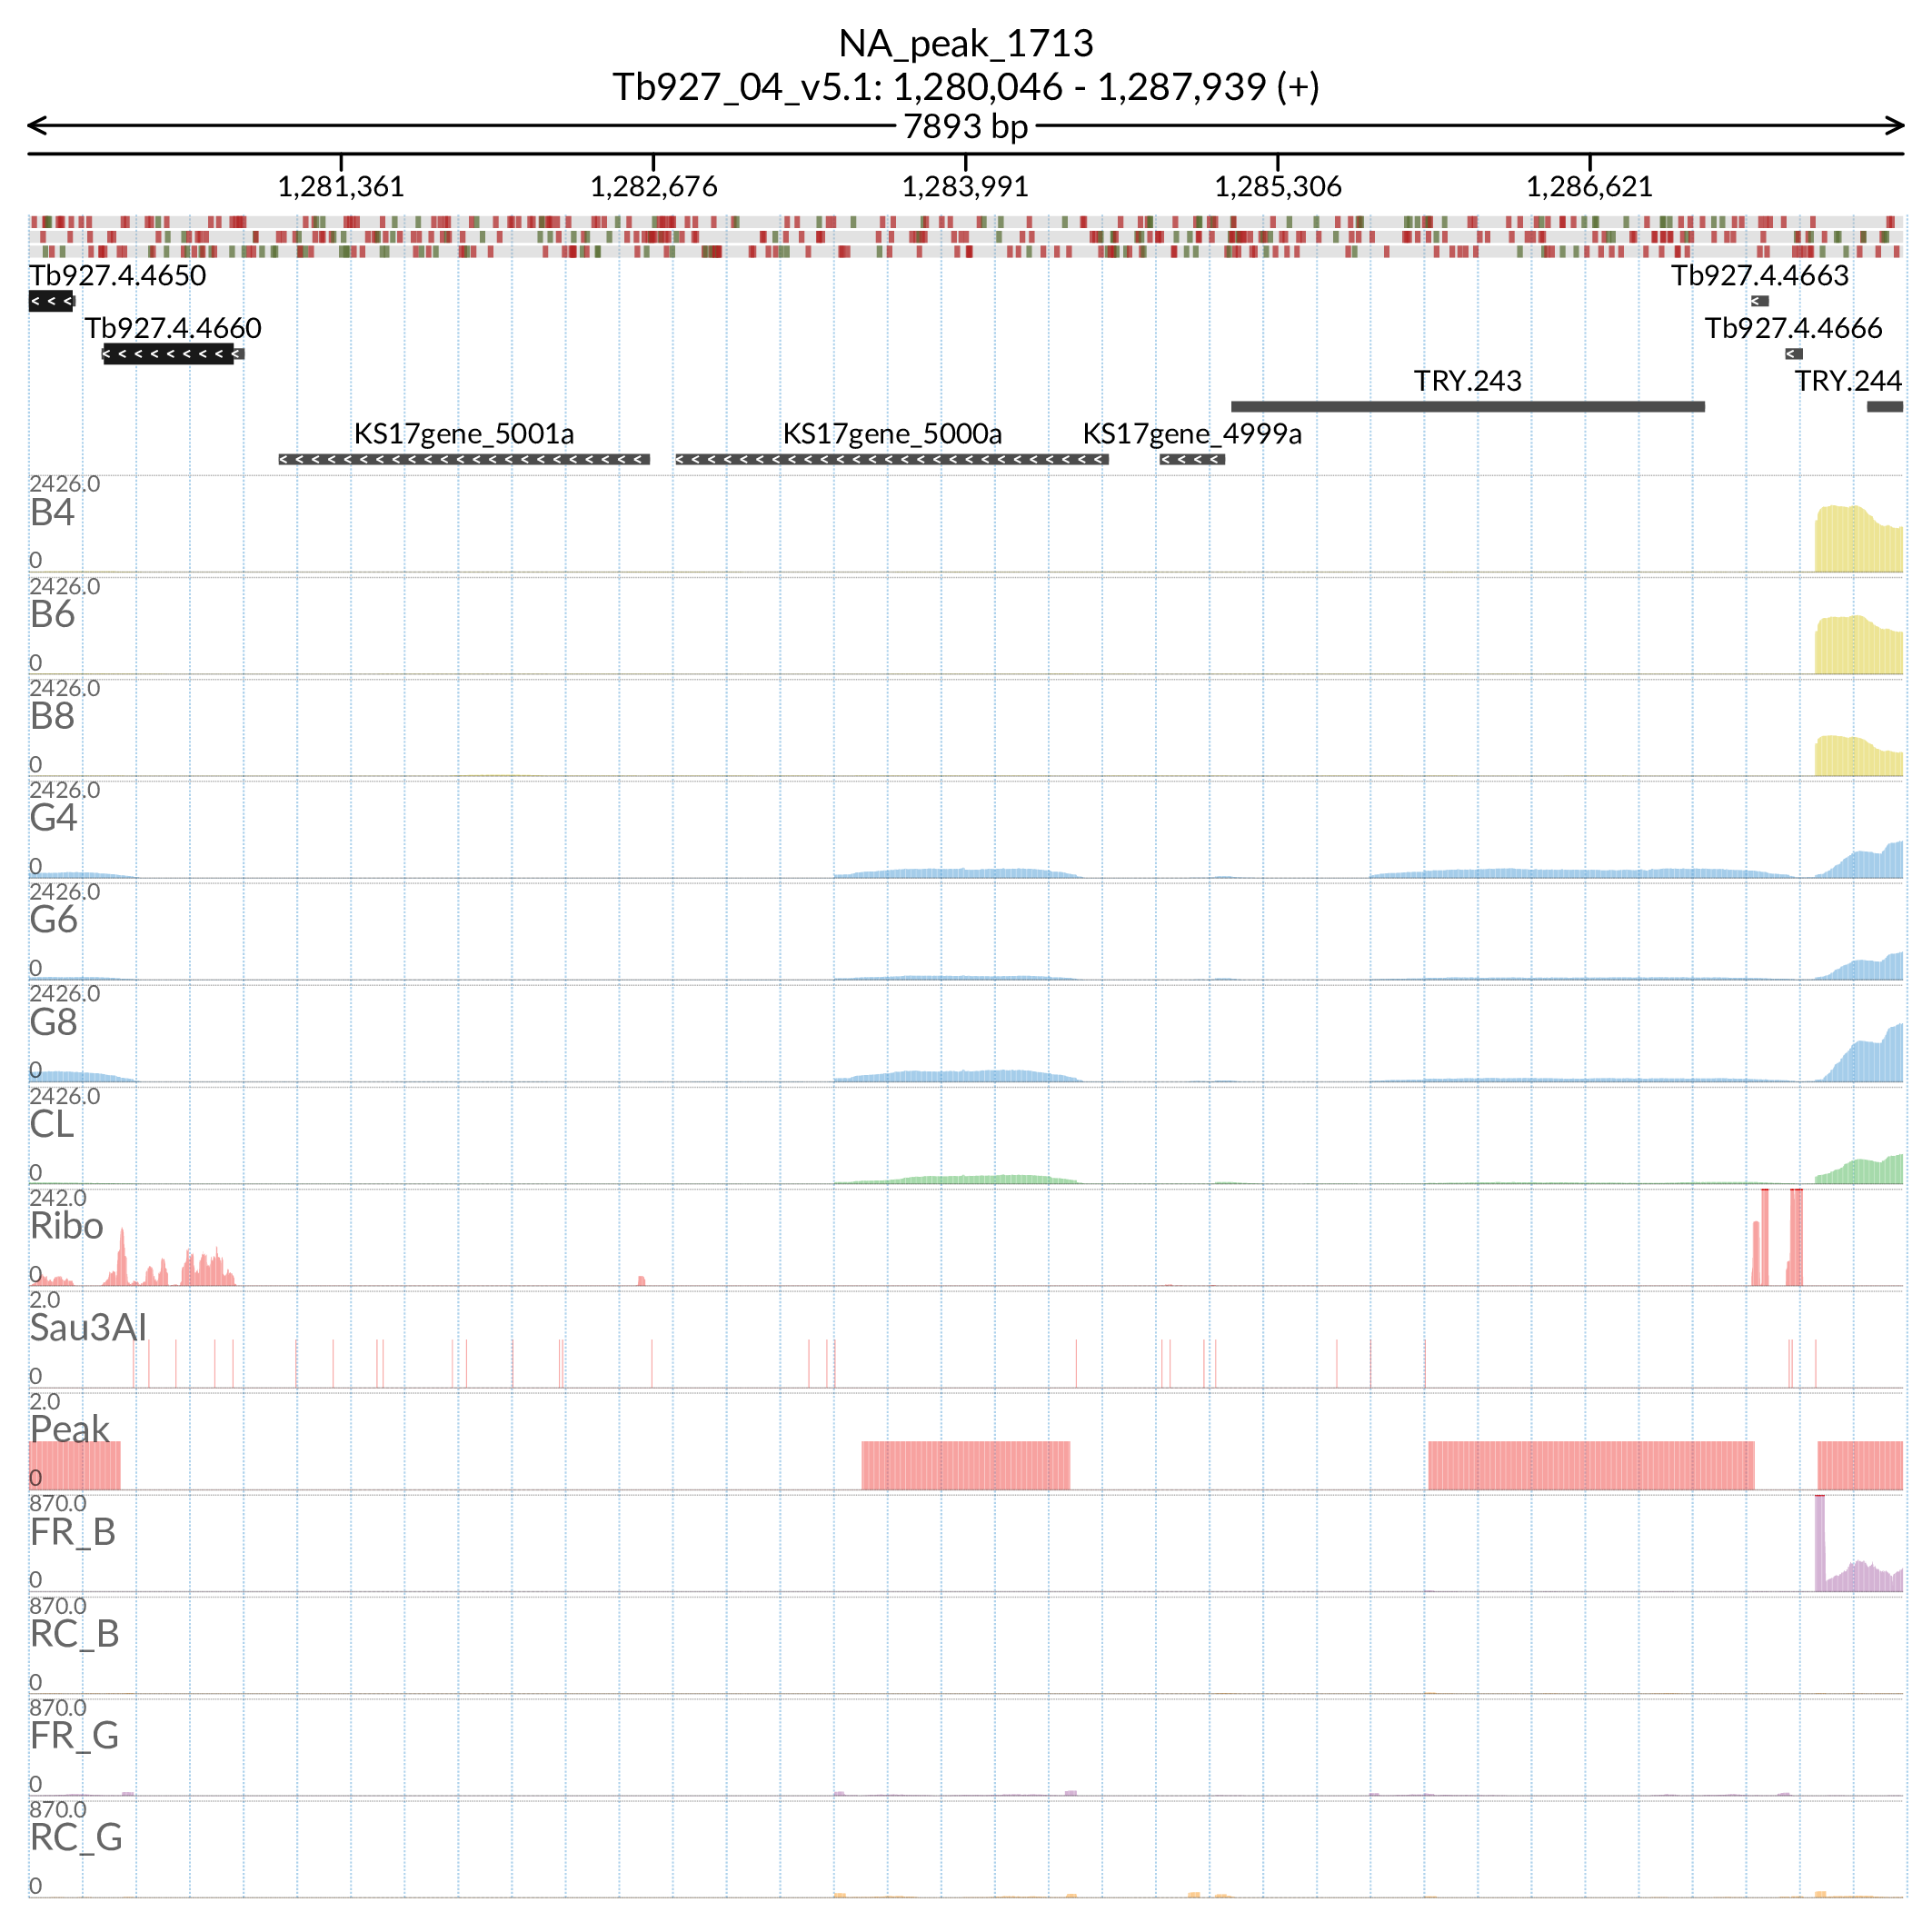 NA_peak_1713
Tb927_04_v5.1: 1,280,046 - 1,287,939 (+)
7893 bp
1,281,361 1,282,676 1,283,991 1,285,306 1,286,621
Tb927.4.4650 Tb927.4.4663
Tb927.4.4660 Tb927.4.4666
TRY.243 TRY.244
KS17gene_5001a KS17gene_5000a KS17gene_4999a
2426.0
B4
0
2426.0
B6
0
2426.0
B8
0
2426.0
G4
0
2426.0
G6
0
2426.0
G8
0
2426.0
CL
0
242.0
Ribo
0
2.0
Sau3AI
0
2.0
Peak
0
870.0
FR_B
0
870.0
RC_B
0
870.0
FR_G
0
870.0
RC_G
0